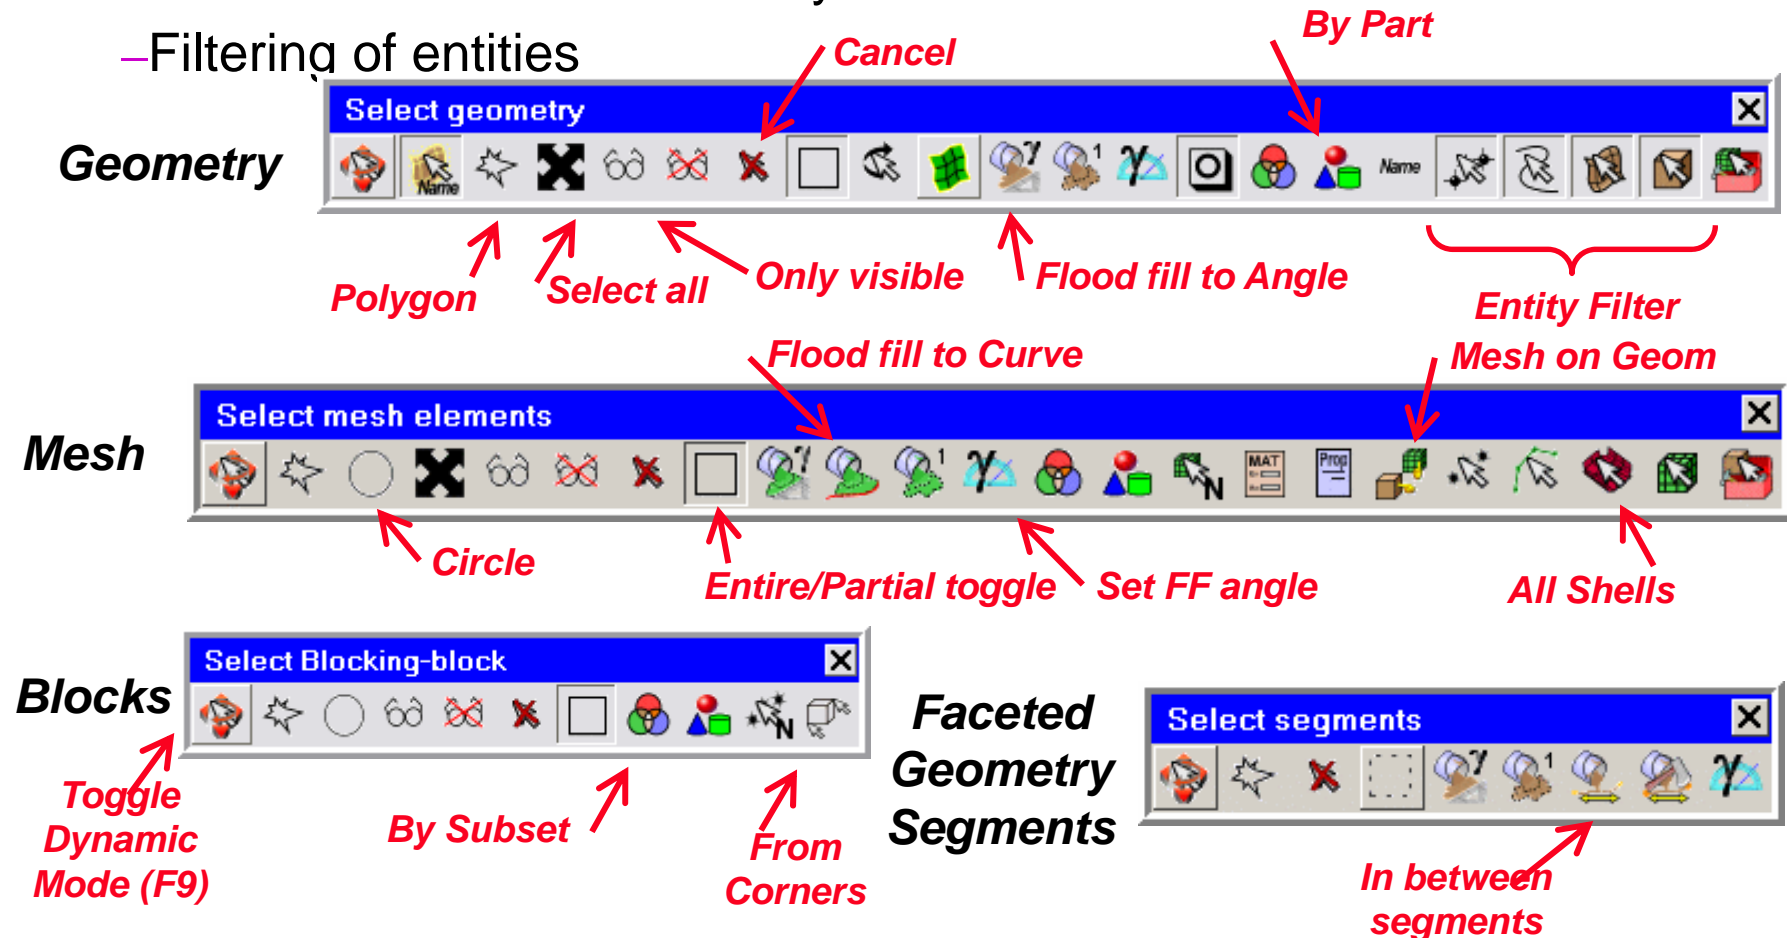 –Filtering of entities
Cancel
By Part
Geometry
Select geometry
Name
Name
Polygon
Select all
Only visible
Flood fill to Angle
Entity Filter
Flood fill to Curve
Mesh on Geom
Mesh
Select mesh elements
γ
1
γ
N
MAT
Prop
Circle
Entire/Partial toggle
Set FF angle
All Shells
Blocks
Select Blocking-block
N
Toggle
Dynamic
Mode (F9)
By Subset
From
Corners
Faceted
Geometry
Segments
Select segments
γ
1
γ
In between
segments